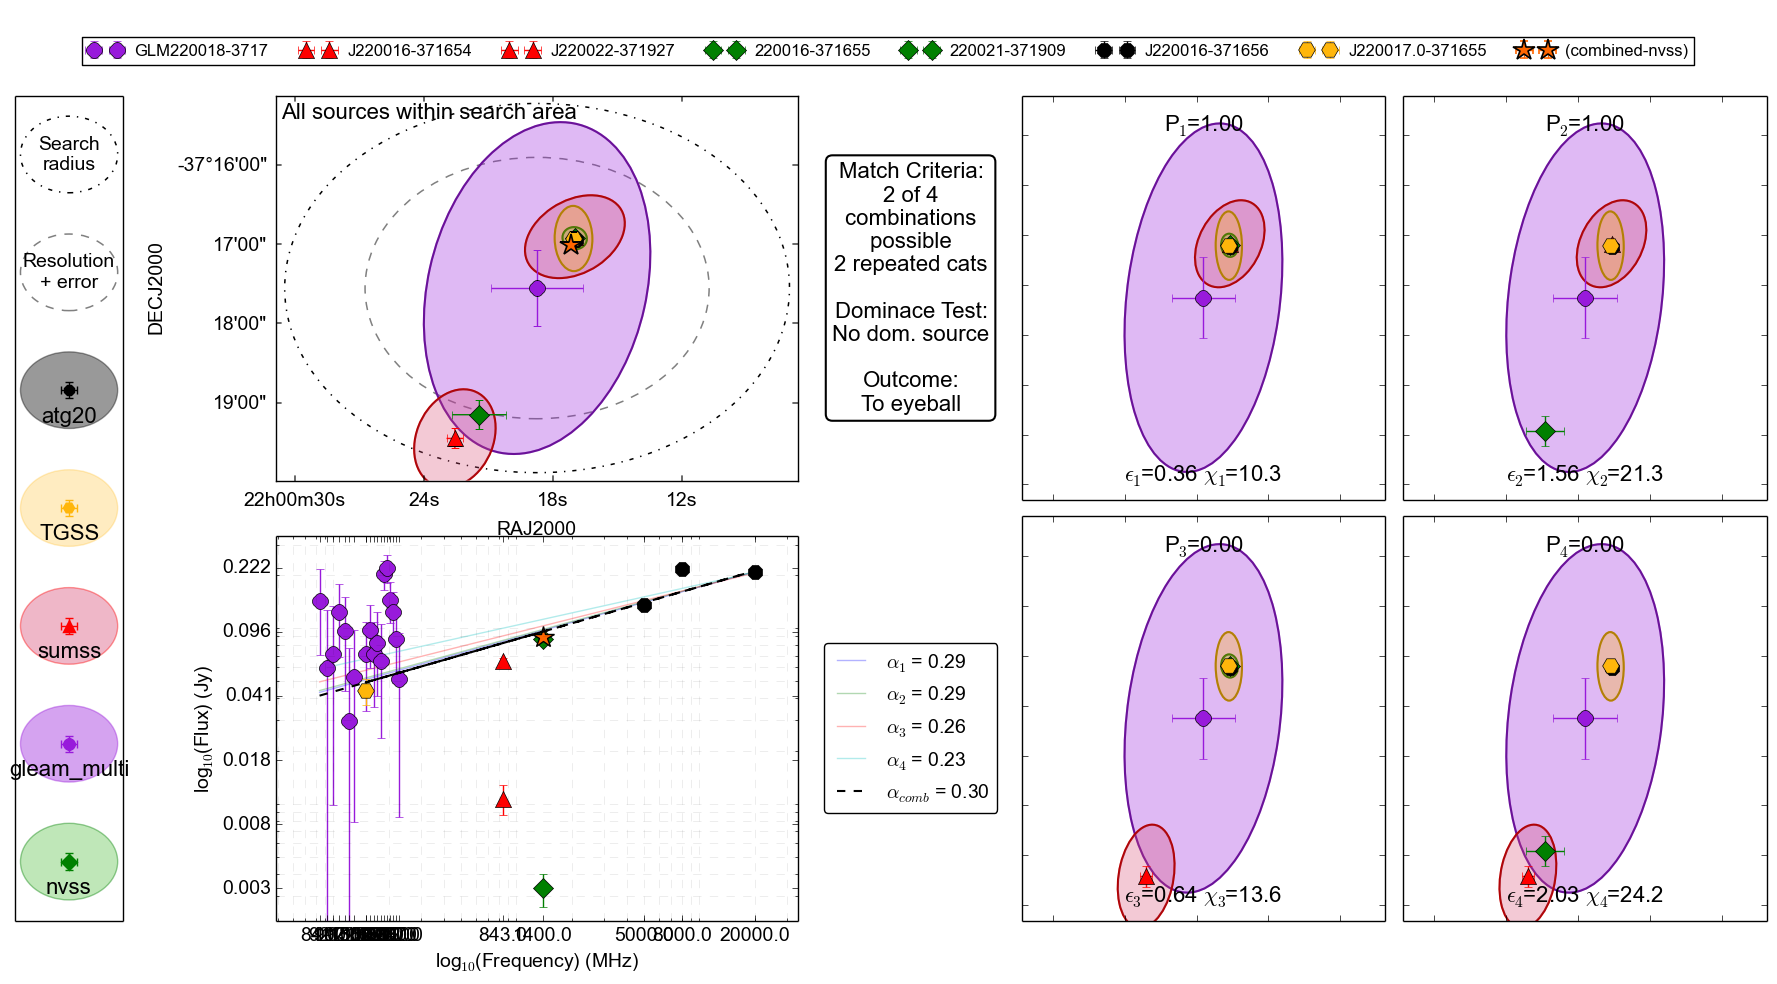 GLM220018-3717 J220016-371654 J220022-371927 220016-371655 220021-371909 J220016-371656 J220017.0-371655 (combined-nvss)
Search
radius
Resolution
+ error
atg20
TGSS
sumss
gleam_multi
nvss
All sources within search area
DECJ2000
-37°16'00"
17'00"
18'00"
19'00"
22h00m30s 24s 18s 12s
RAJ2000
Match Criteria:
2 of 4
combinations
possible
2 repeated cats
Dominace Test:
No dom. source
Outcome:
To eyeball
P1=1.00
ϵ1=0.36 χ1=10.3
P2=1.00
ϵ2=1.56 χ2=21.3
log10(Flux) (Jy)
0.222
0.096
0.041
0.018
0.008
0.003
843.0 1400.0 5000.0 8000.0 20000.0
log10(Frequency) (MHz)
α1 = 0.29
α2 = 0.29
α3 = 0.26
α4 = 0.23
αcomb = 0.30
P3=0.00
ϵ3=0.64 χ3=13.6
P4=0.00
ϵ4=2.03 χ4=24.2